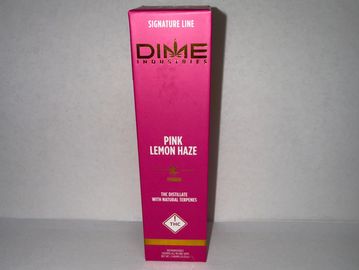 SIGNATURE LINE
DIME
INDUSTRIES
PINK
LEMON HAZE
THC DISTILLATE
WITH NATURAL TERPENES
!
THC